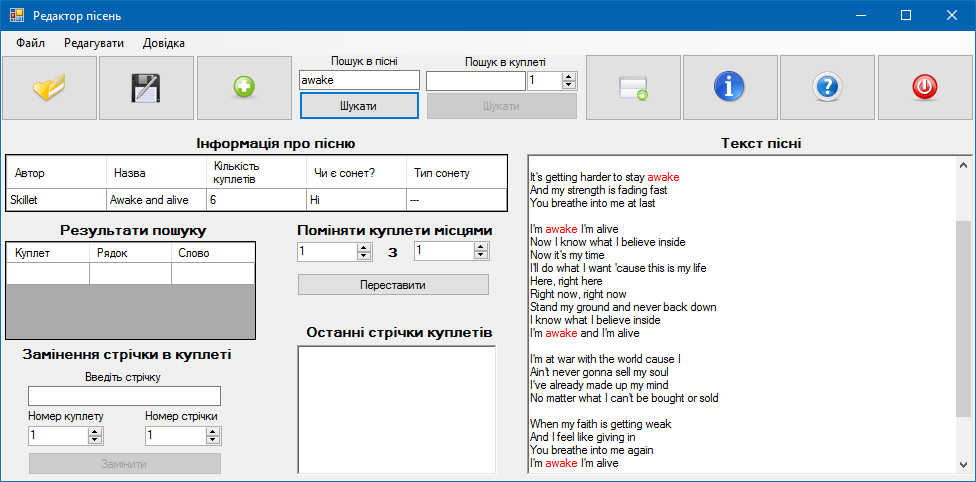 Редактор пісень
Файл Редагувати Довідка
Пошук в пісні
Пошук в куплеті
awake
1
Шукати
Шукати
Інформація про пісню
Автор Назва Кількість куплетів Чи є сонет? Тип сонету
Skillet Awake and alive 6 Ні ---
Результати пошуку
Куплет Рядок Слово
Поміняти куплети місцями
1 З 1
Переставити
Замінення стрічки в куплеті
Введіть стрічку
Номер куплету Номер стрічки
1 1
Замінити
Останні стрічки куплетів
Текст пісні
It's getting harder to stay awake
And my strength is fading fast
You breathe into me at last
I'm awake I'm alive
Now I know what I believe inside
Now it's my time
I'll do what I want 'cause this is my life
Here, right here
Right now, right now
Stand my ground and never back down
I know what I believe inside
I'm awake and I'm alive
I'm at war with the world cause I
Ain't never gonna sell my soul
I've already made up my mind
No matter what I can't be bought or sold
When my faith is getting weak
And I feel like giving in
You breathe into me again
I'm awake I'm alive